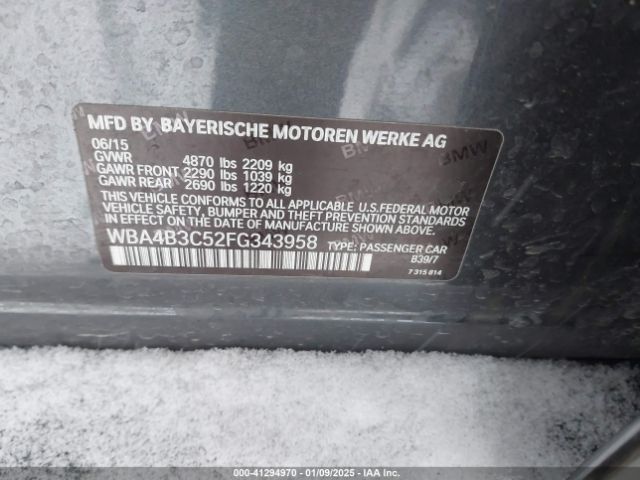 MFD BY BAYERISCHE MOTOREN WERKE AG
06/15
GVWR 4870 lbs 2209 kg
GAWR FRONT 2290 lbs 1039 kg
GAWR REAR 2690 lbs 1220 kg
THIS VEHICLE CONFORMS TO ALL APPLICABLE U.S.FEDERAL MOTOR
VEHICLE SAFETY, BUMPER AND THEFT PREVENTION STANDARDS
IN EFFECT ON THE DATE OF MANUFACTURE SHOWN ABOVE.
WBA4B3C52FG343958 TYPE: PASSENGER CAR
B39/7
7 315 814
BMW
000-41294970 | 01/09/2025 | IAA Inc.